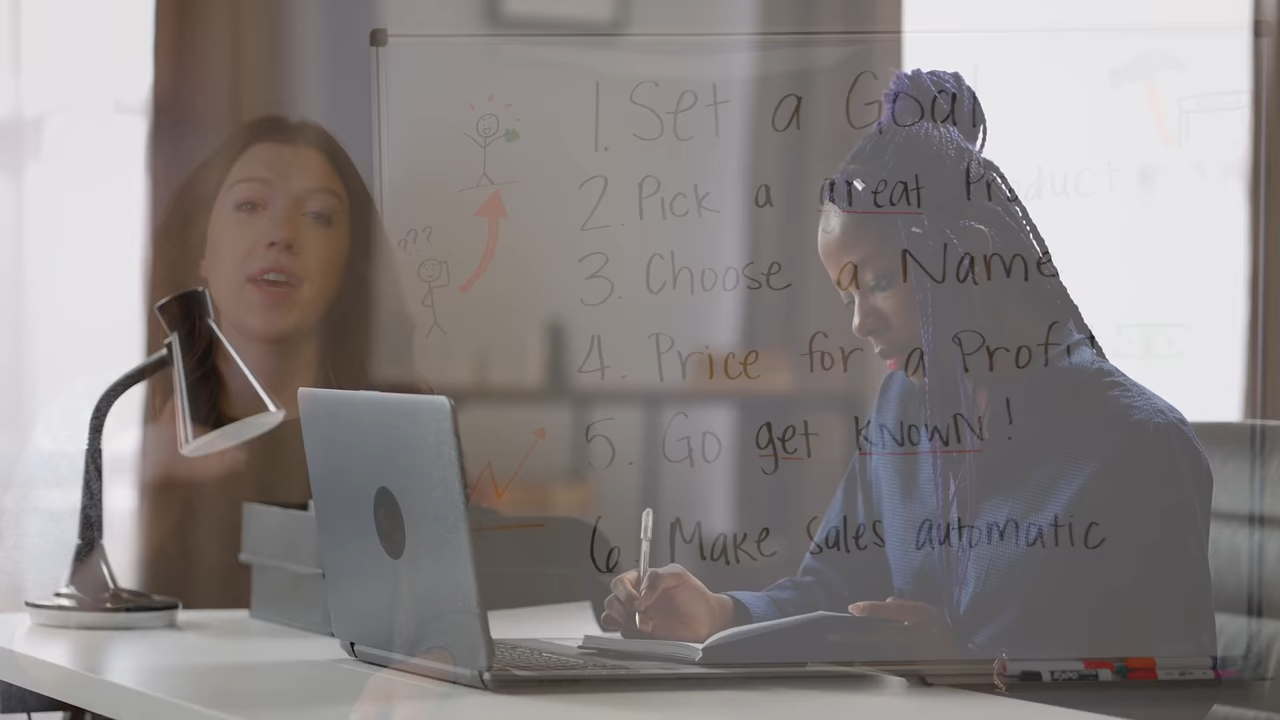 1. Set a Goal
2. Pick a great Product
???
3. Choose a Name
4. Price for a Profit
5. Go get KNOWN!
6. Make Sales automatic